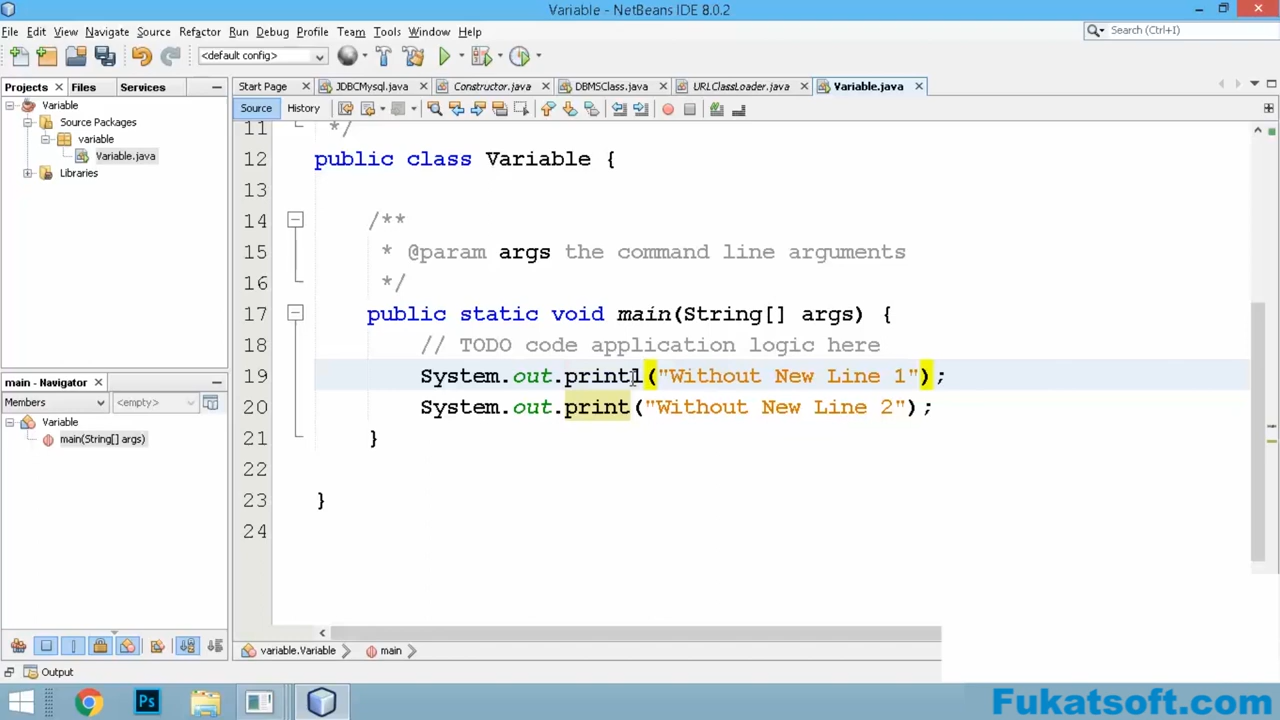 Variable - NetBeans IDE 8.0.2
File Edit View Navigate Source Refactor Run Debug Profile Team Tools Window Help
Search (Ctrl+I)
<default config>
Projects Files Services
Start Page JDBCMysql.java Constructor.java DBMSClass.java URLClassLoader.java Variable.java
Source History
Variable
Source Packages
variable
Variable.java
Libraries
11 */
12 public class Variable {
13
14 /**
15 * @param args the command line arguments
16 */
17 public static void main(String[] args) {
18 // TODO code application logic here
19 System.out.printl("Without New Line 1");
20 System.out.print("Without New Line 2");
21 }
22
23 }
24
main - Navigator
Members <empty>
Variable
main(String[] args)
variable.Variable main
Output
Ps
Fukatsoft.com